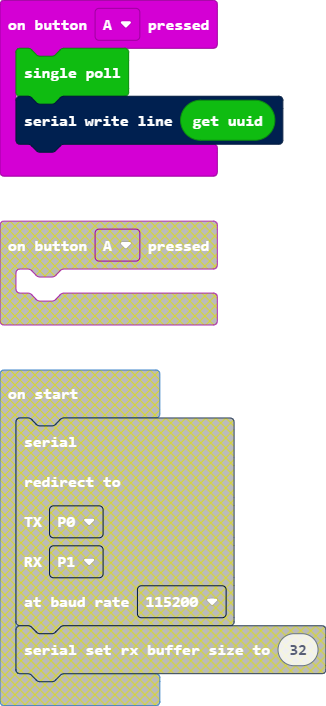 on button A pressed
single poll
serial write line get uuid
on button A pressed
on start
serial
redirect to
TX P0
RX P1
at baud rate 115200
serial set rx buffer size to 32